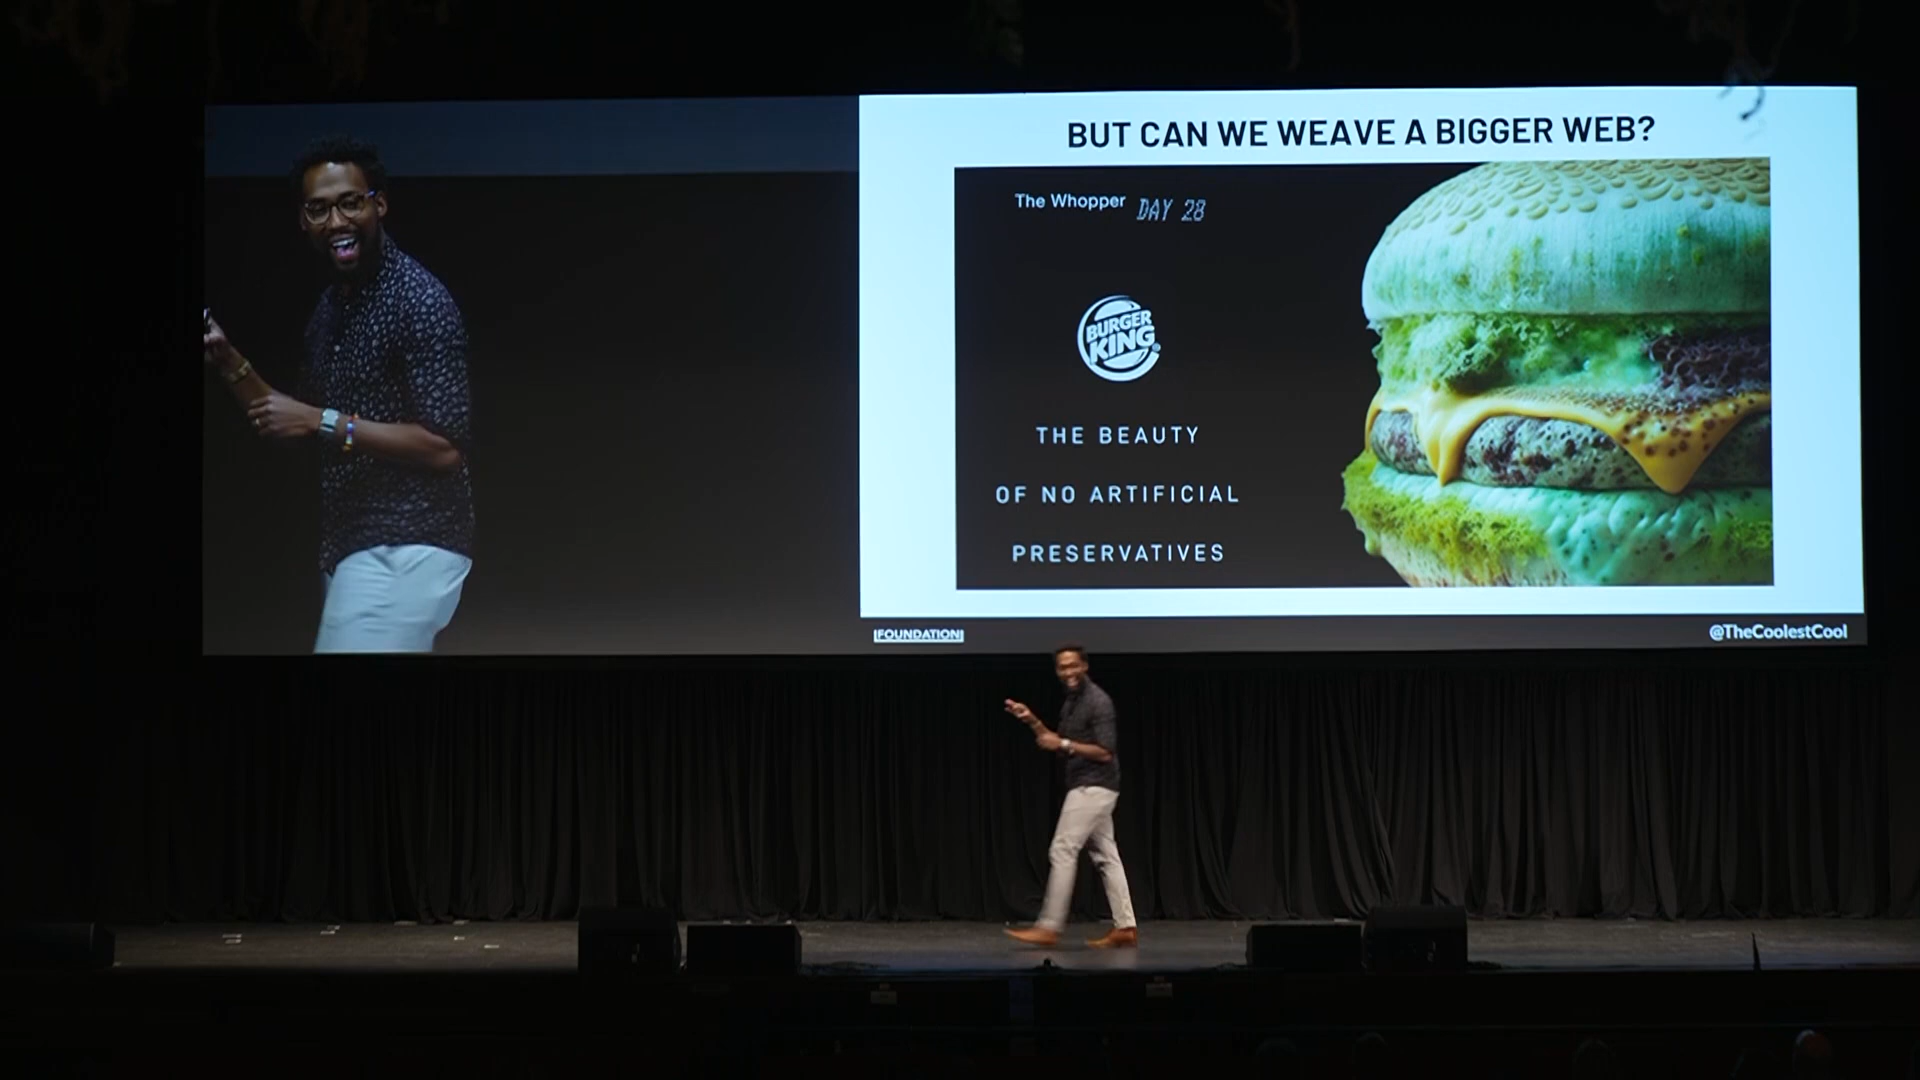 BUT CAN WE WEAVE A BIGGER WEB?
The Whopper DAY 28
BURGER
KING
THE BEAUTY
OF NO ARTIFICIAL
PRESERVATIVES
|FOUNDATION|
@TheCoolestCool